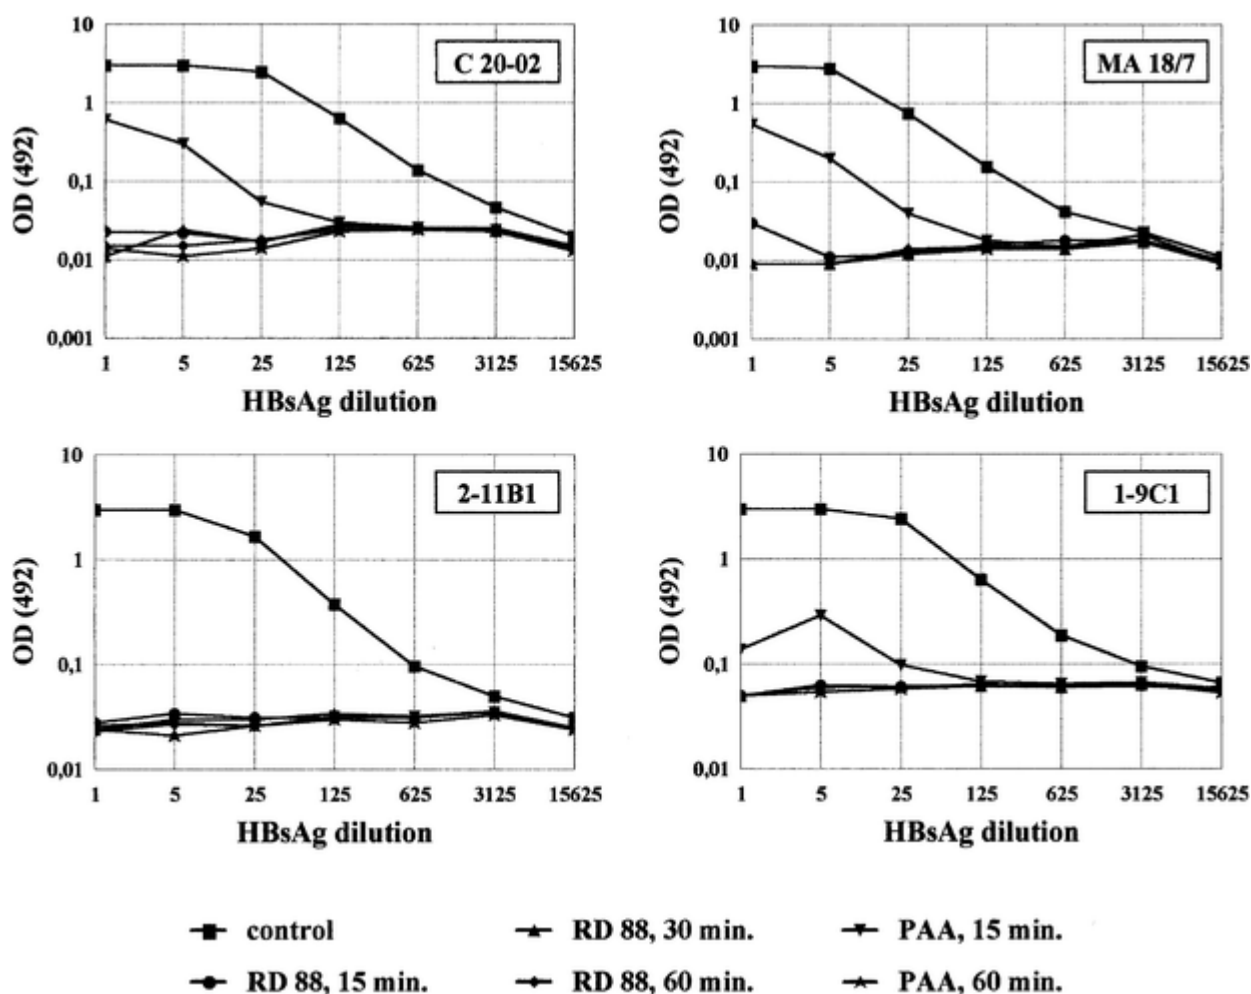 10
C 20-02
1
0,1
0,01
0,001
OD (492)
1 5 25 125 625 3125 15625
HBsAg dilution
10
MA 18/7
1
0,1
0,01
0,001
OD (492)
1 5 25 125 625 3125 15625
HBsAg dilution
10
2-11B1
1
0,1
0,01
OD (492)
1 5 25 125 625 3125 15625
HBsAg dilution
10
1-9C1
1
0,1
0,01
OD (492)
1 5 25 125 625 3125 15625
HBsAg dilution
control RD 88, 30 min. PAA, 15 min.
RD 88, 15 min. RD 88, 60 min. PAA, 60 min.